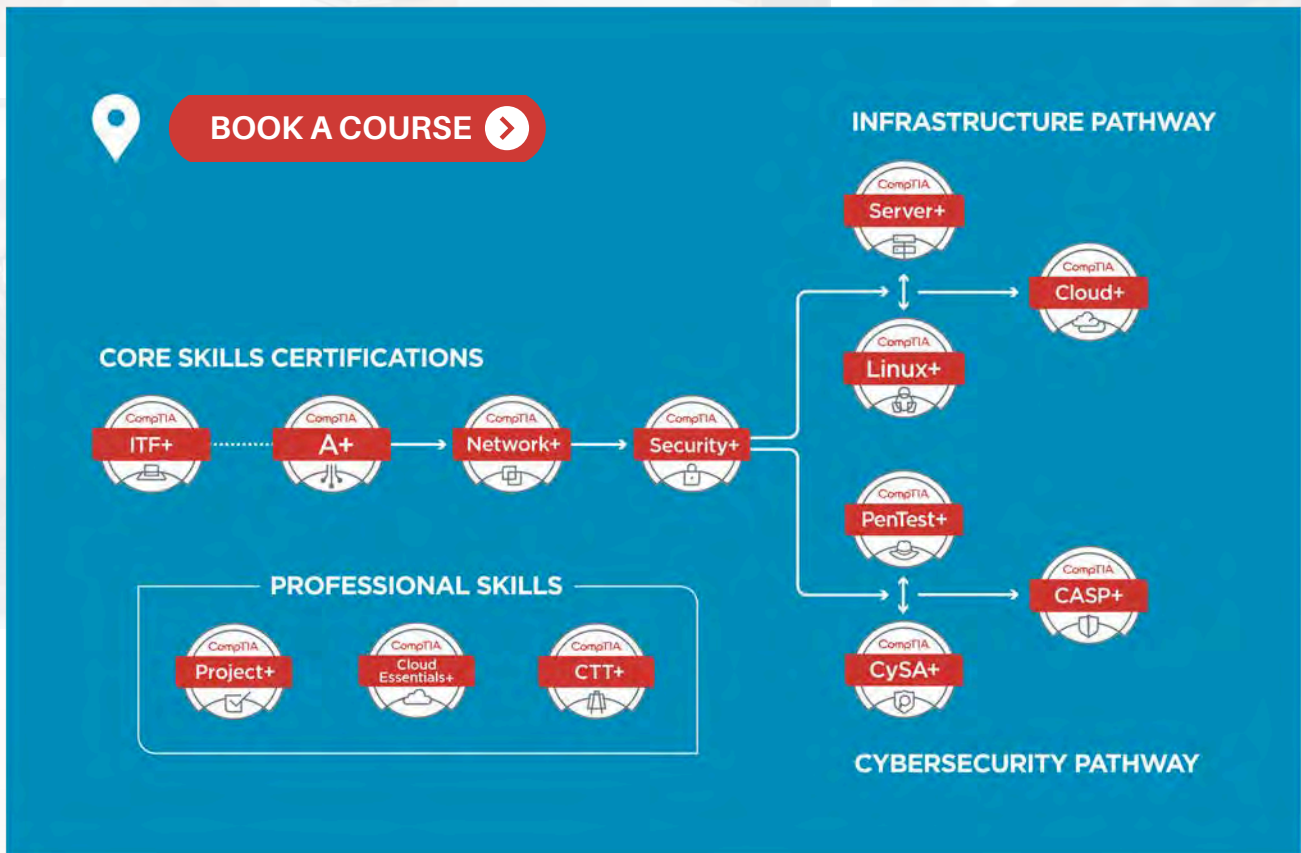 BOOK A COURSE
INFRASTRUCTURE PATHWAY
CompTIA
Server+
CompTIA
Cloud+
CompTIA
Linux+
CORE SKILLS CERTIFICATIONS
CompTIA
ITF+
CompTIA
A+
CompTIA
Network+
CompTIA
Security+
CompTIA
PenTest+
CompTIA
CASP+
CompTIA
CySA+
CYBERSECURITY PATHWAY
PROFESSIONAL SKILLS
CompTIA
Project+
CompTIA
Cloud
Essentials+
CompTIA
CTT+